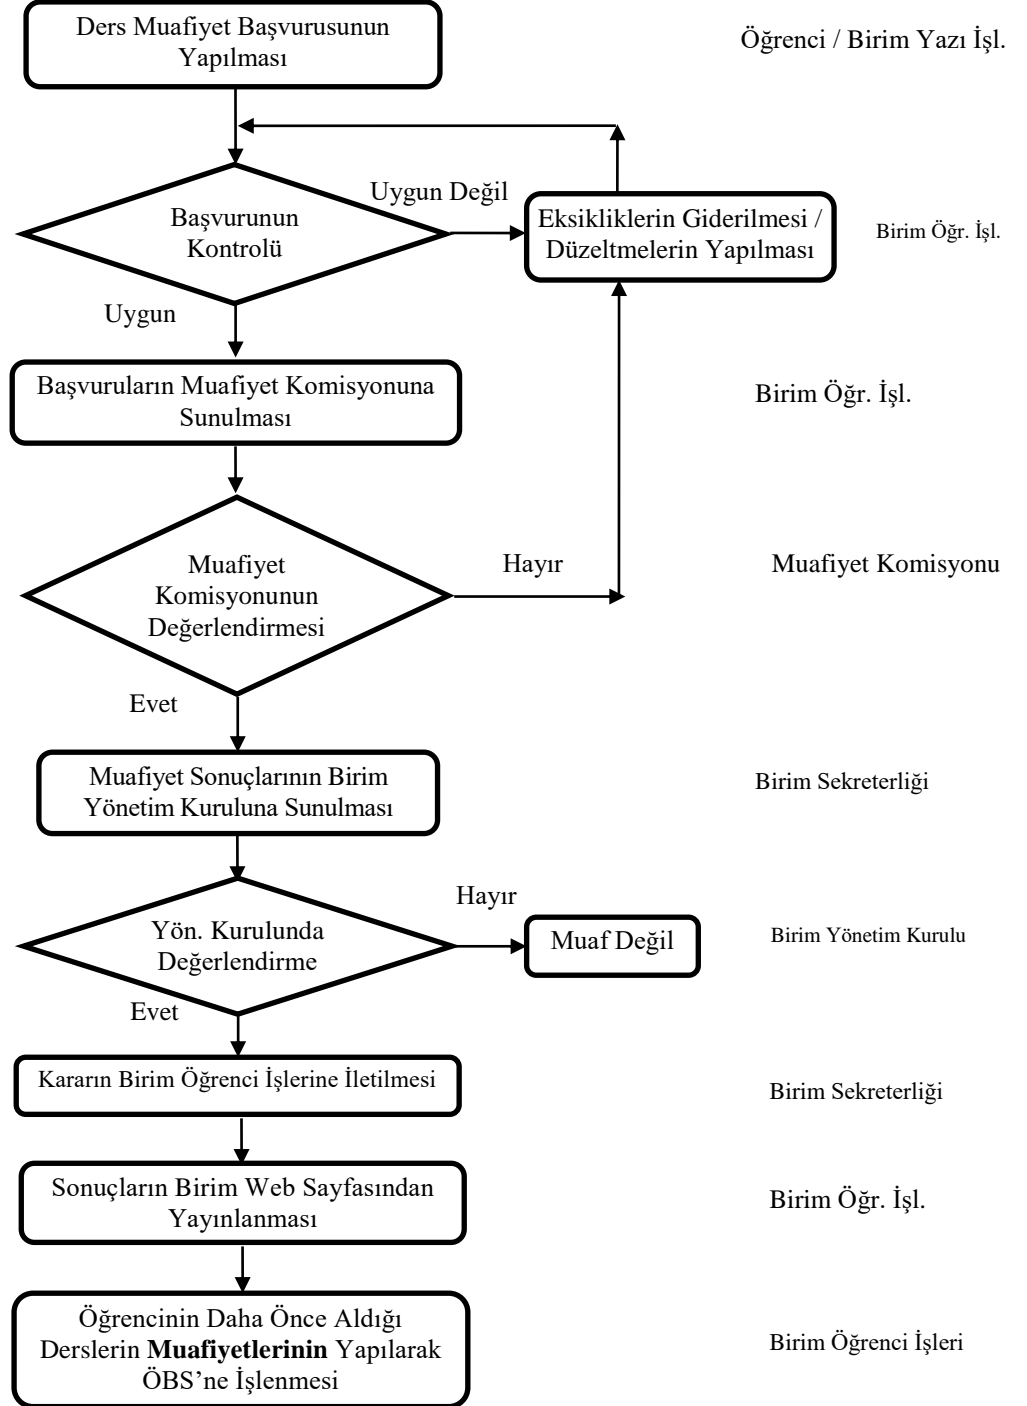 Ders Muafiyet Başvurusunun
Yapılması
Öğrenci / Birim Yazı İşl.
Uygun Değil
Başvurunun
Kontrolü
Eksikliklerin Giderilmesi /
Düzeltmelerin Yapılması
Birim Öğr. İşl.
Uygun
Başvuruların Muafiyet Komisyonuna
Sunulması
Birim Öğr. İşl.
Muafiyet
Komisyonunun
Değerlendirmesi
Hayır
Muafiyet Komisyonu
Evet
Muafiyet Sonuçlarının Birim
Yönetim Kuruluna Sunulması
Birim Sekreterliği
Hayır
Yön. Kurulunda
Değerlendirme
Muaf Değil
Birim Yönetim Kurulu
Evet
Kararın Birim Öğrenci İşlerine İletilmesi
Birim Sekreterliği
Sonuçların Birim Web Sayfasından
Yayınlanması
Birim Öğr. İşl.
Öğrencinin Daha Önce Aldığı
Derslerin Muafiyetlerinin Yapılarak
ÖBS’ne İşlenmesi
Birim Öğrenci İşleri